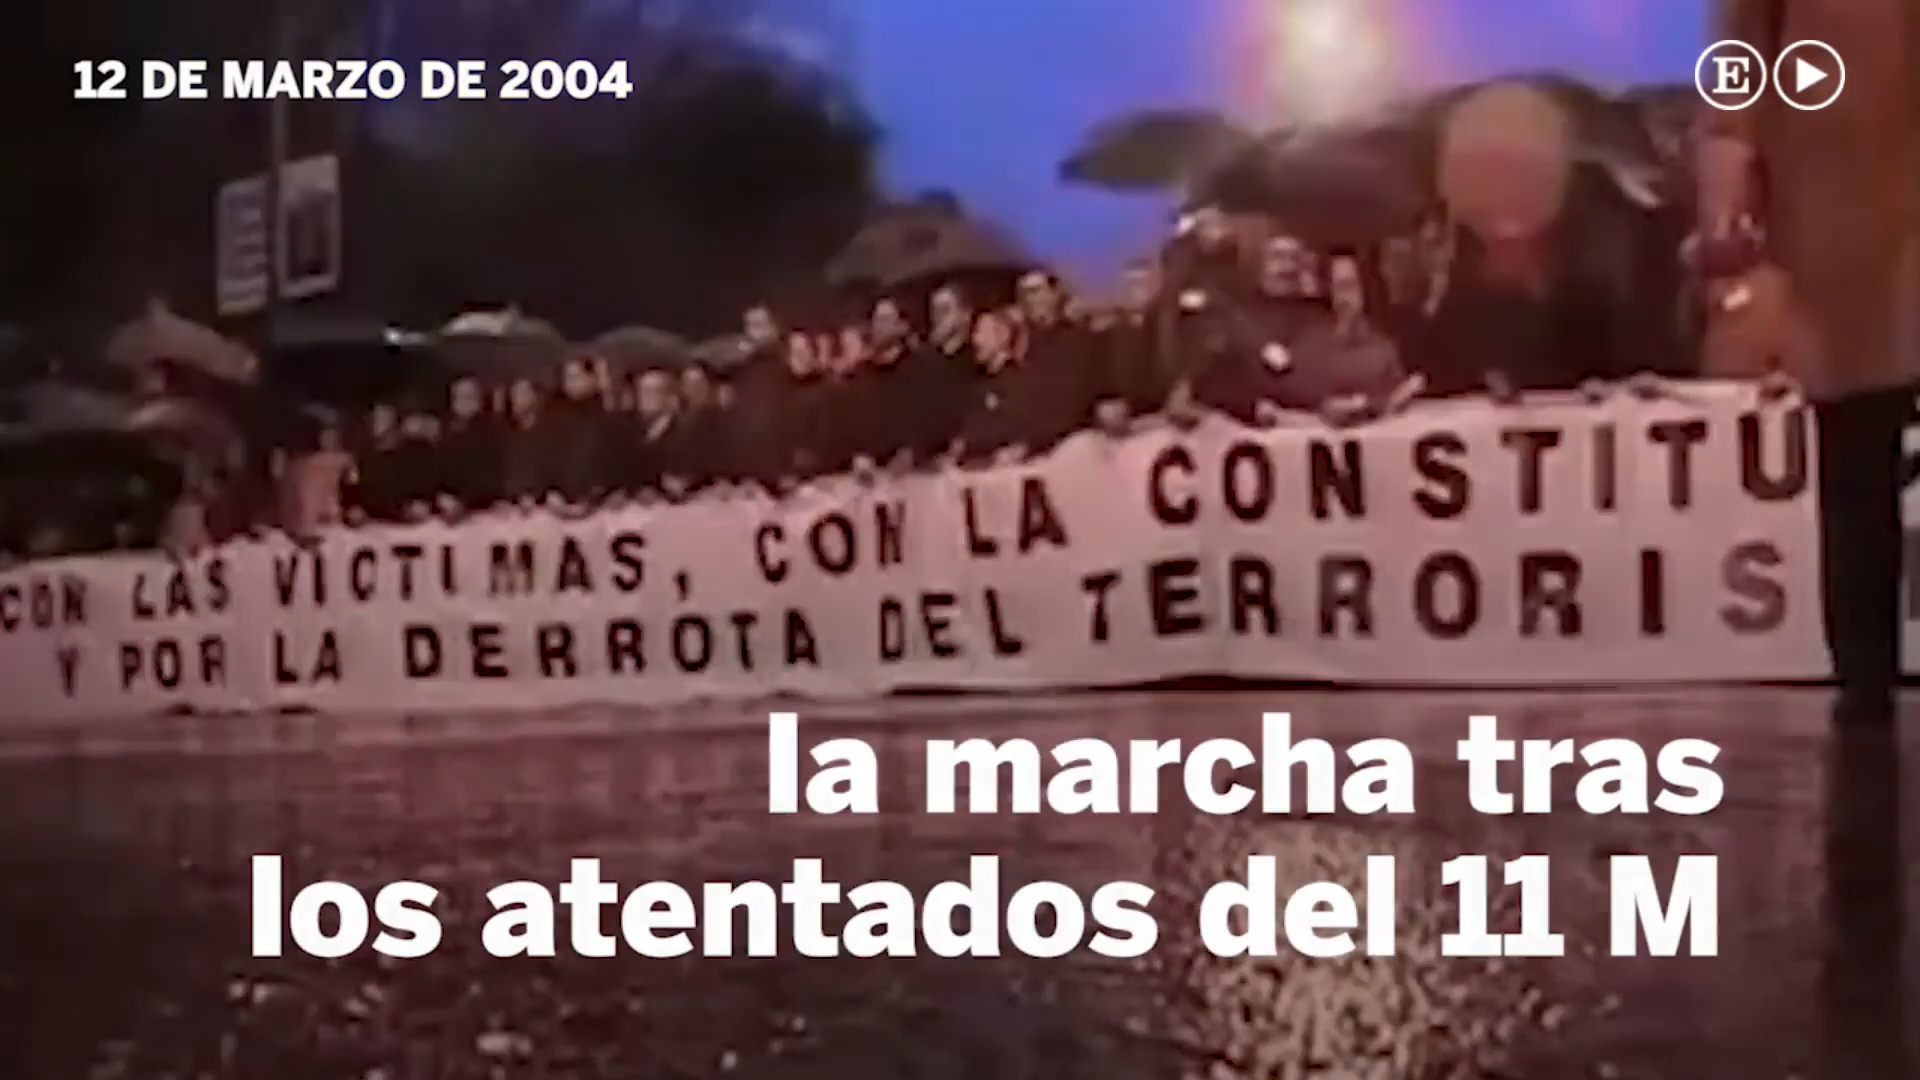 12 DE MARZO DE 2004
E
CON LAS VÍCTIMAS, CON LA CONSTITU
Y POR LA DERROTA DEL TERRORIS
la marcha tras
los atentados del 11 M